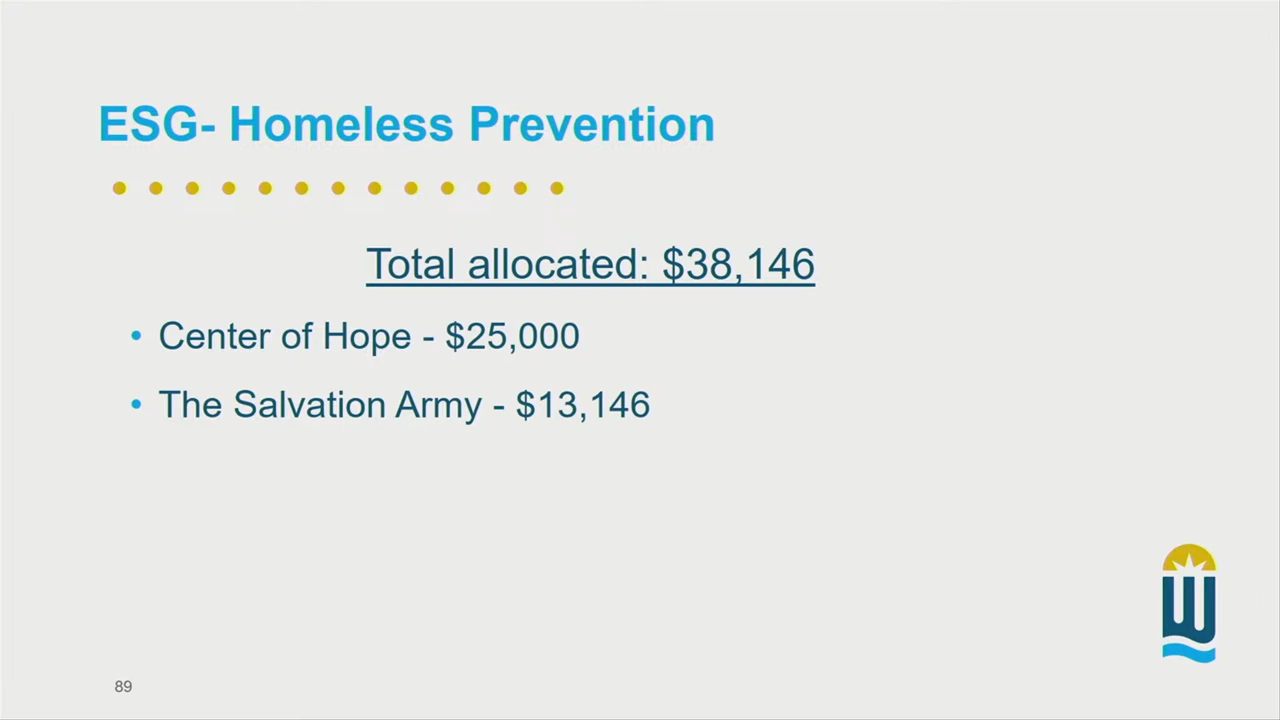 ESG- Homeless Prevention
Total allocated: $38,146
• Center of Hope - $25,000
• The Salvation Army - $13,146
W
89